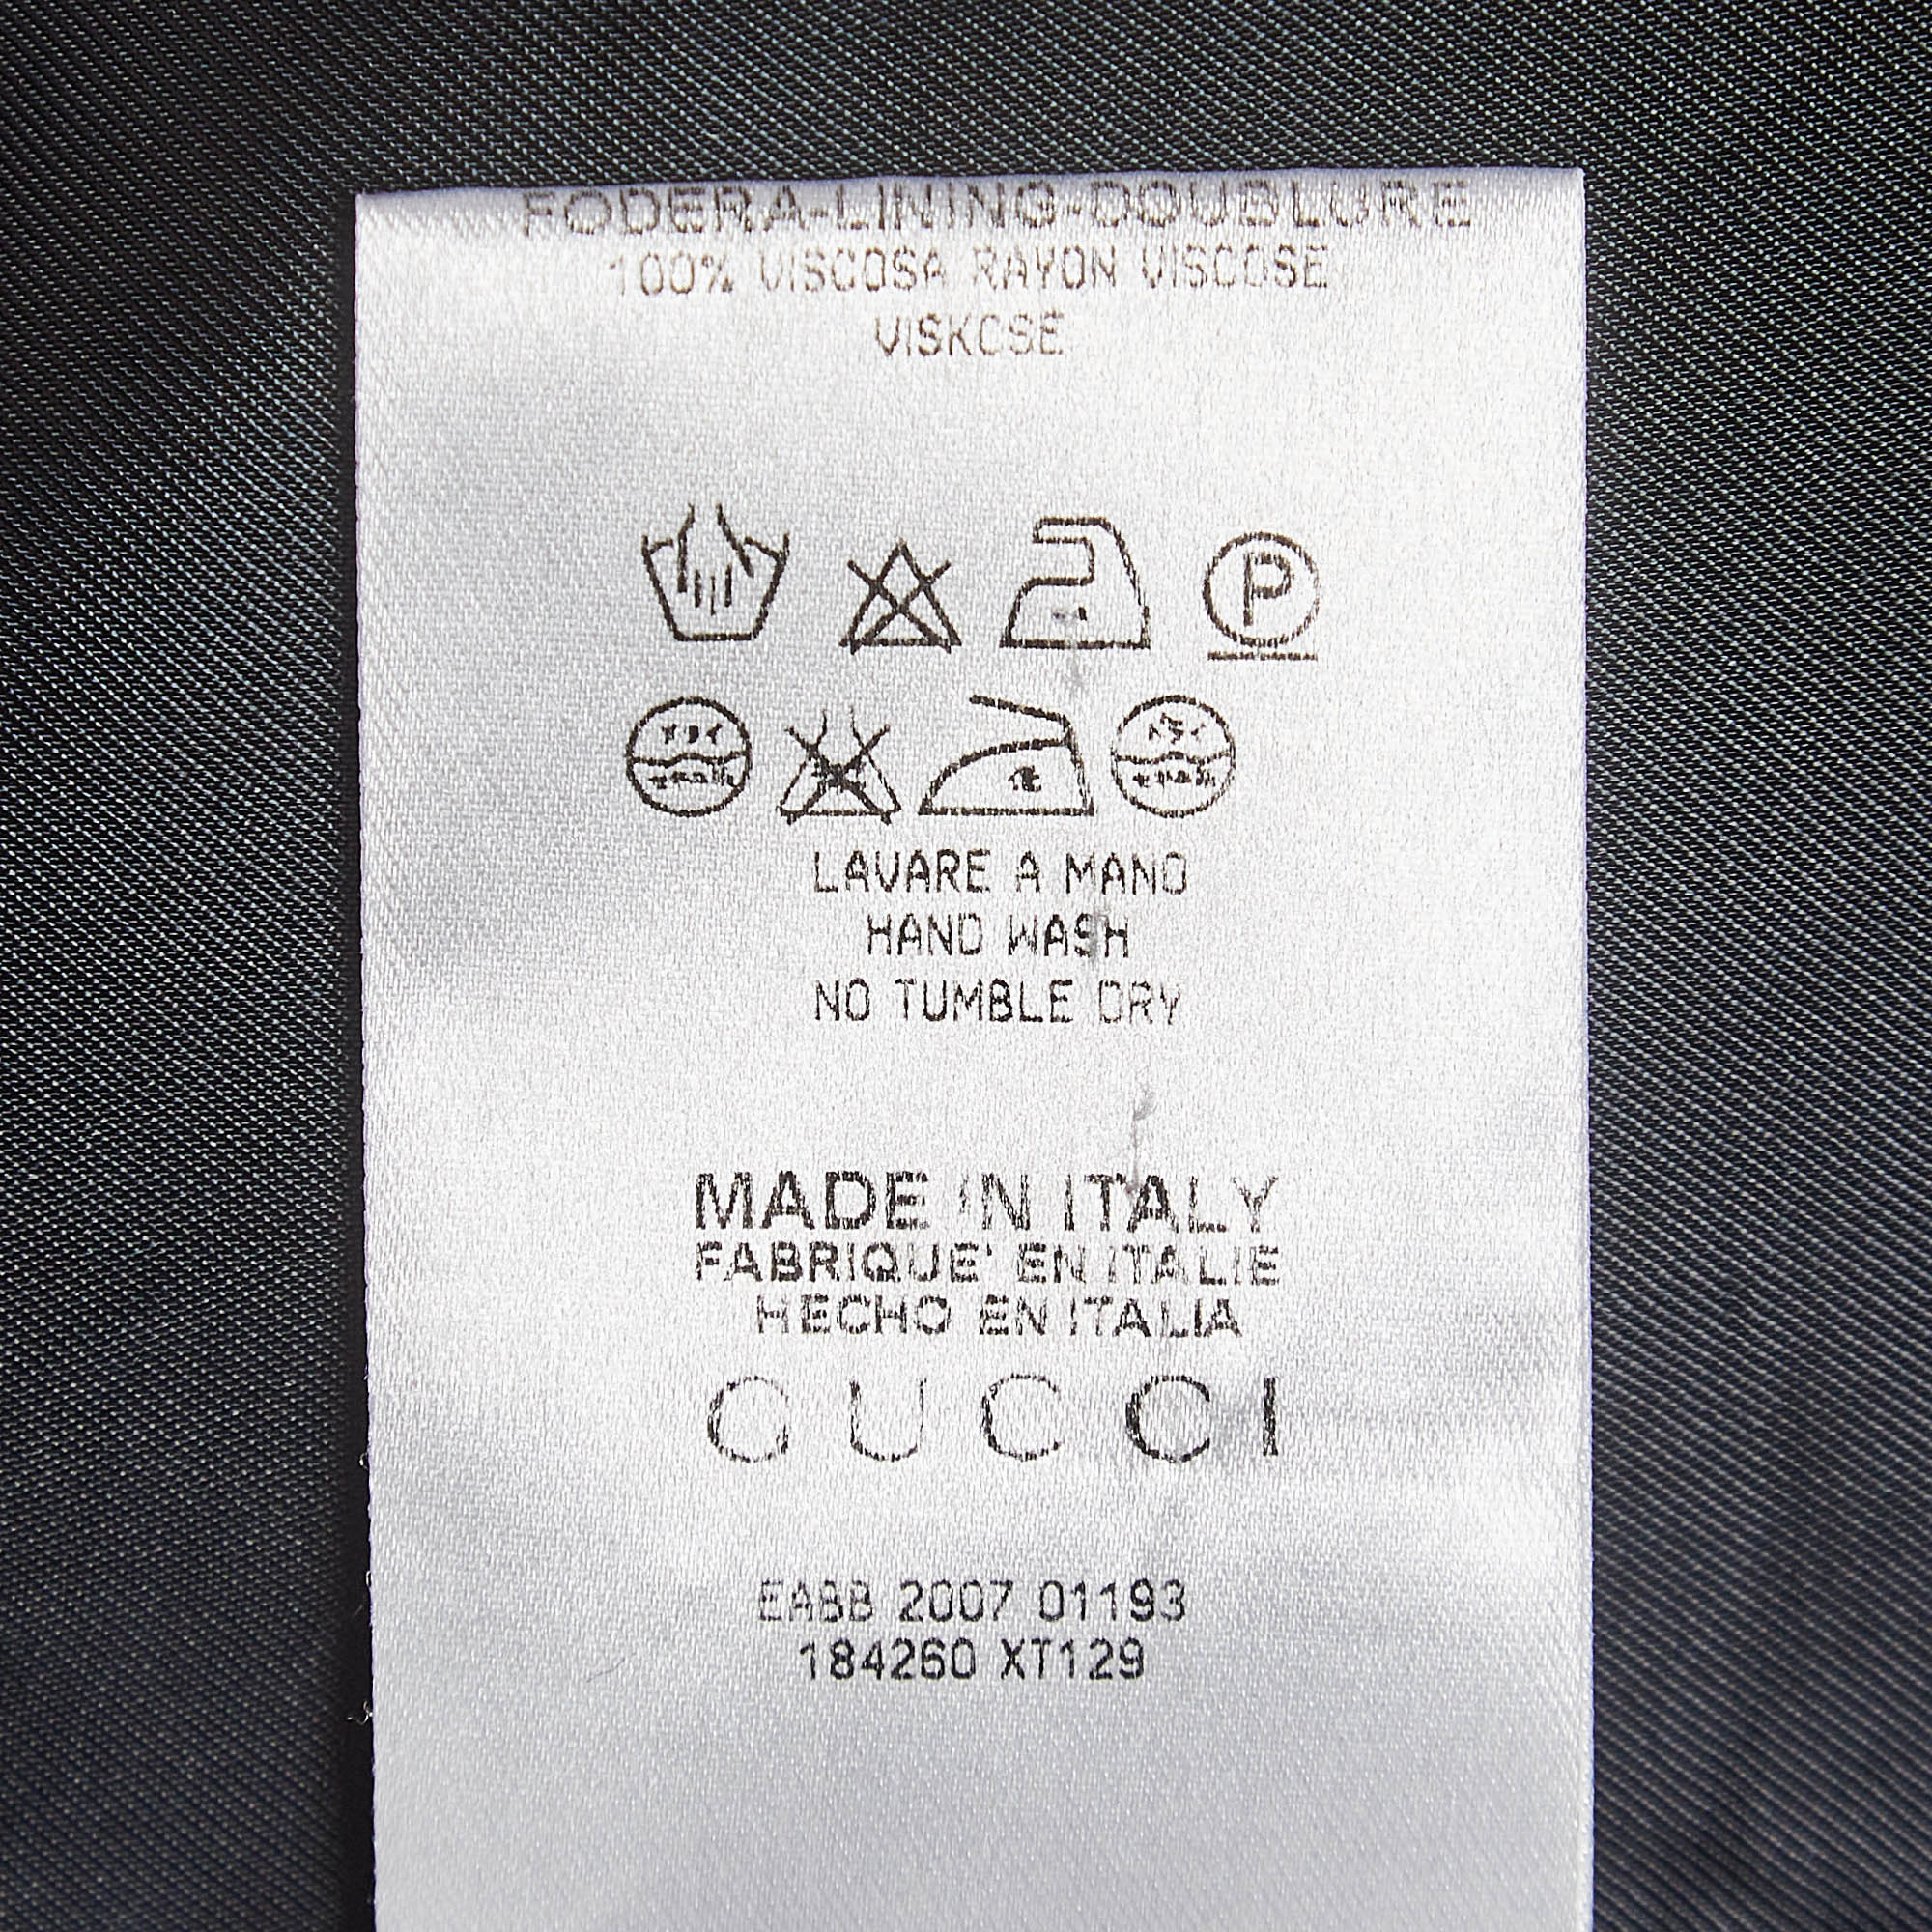 FODERA-LINING-DOUBLURE
100% VISCOSA RAYON VISCOSE
VISKOSE
P
LAVARE A MANO
HAND WASH
NO TUMBLE DRY
MADE IN ITALY
FABRIQUE' EN ITALIE
HECHO EN ITALIA
GUCCI
EABB 2007 01193
184260 XT129